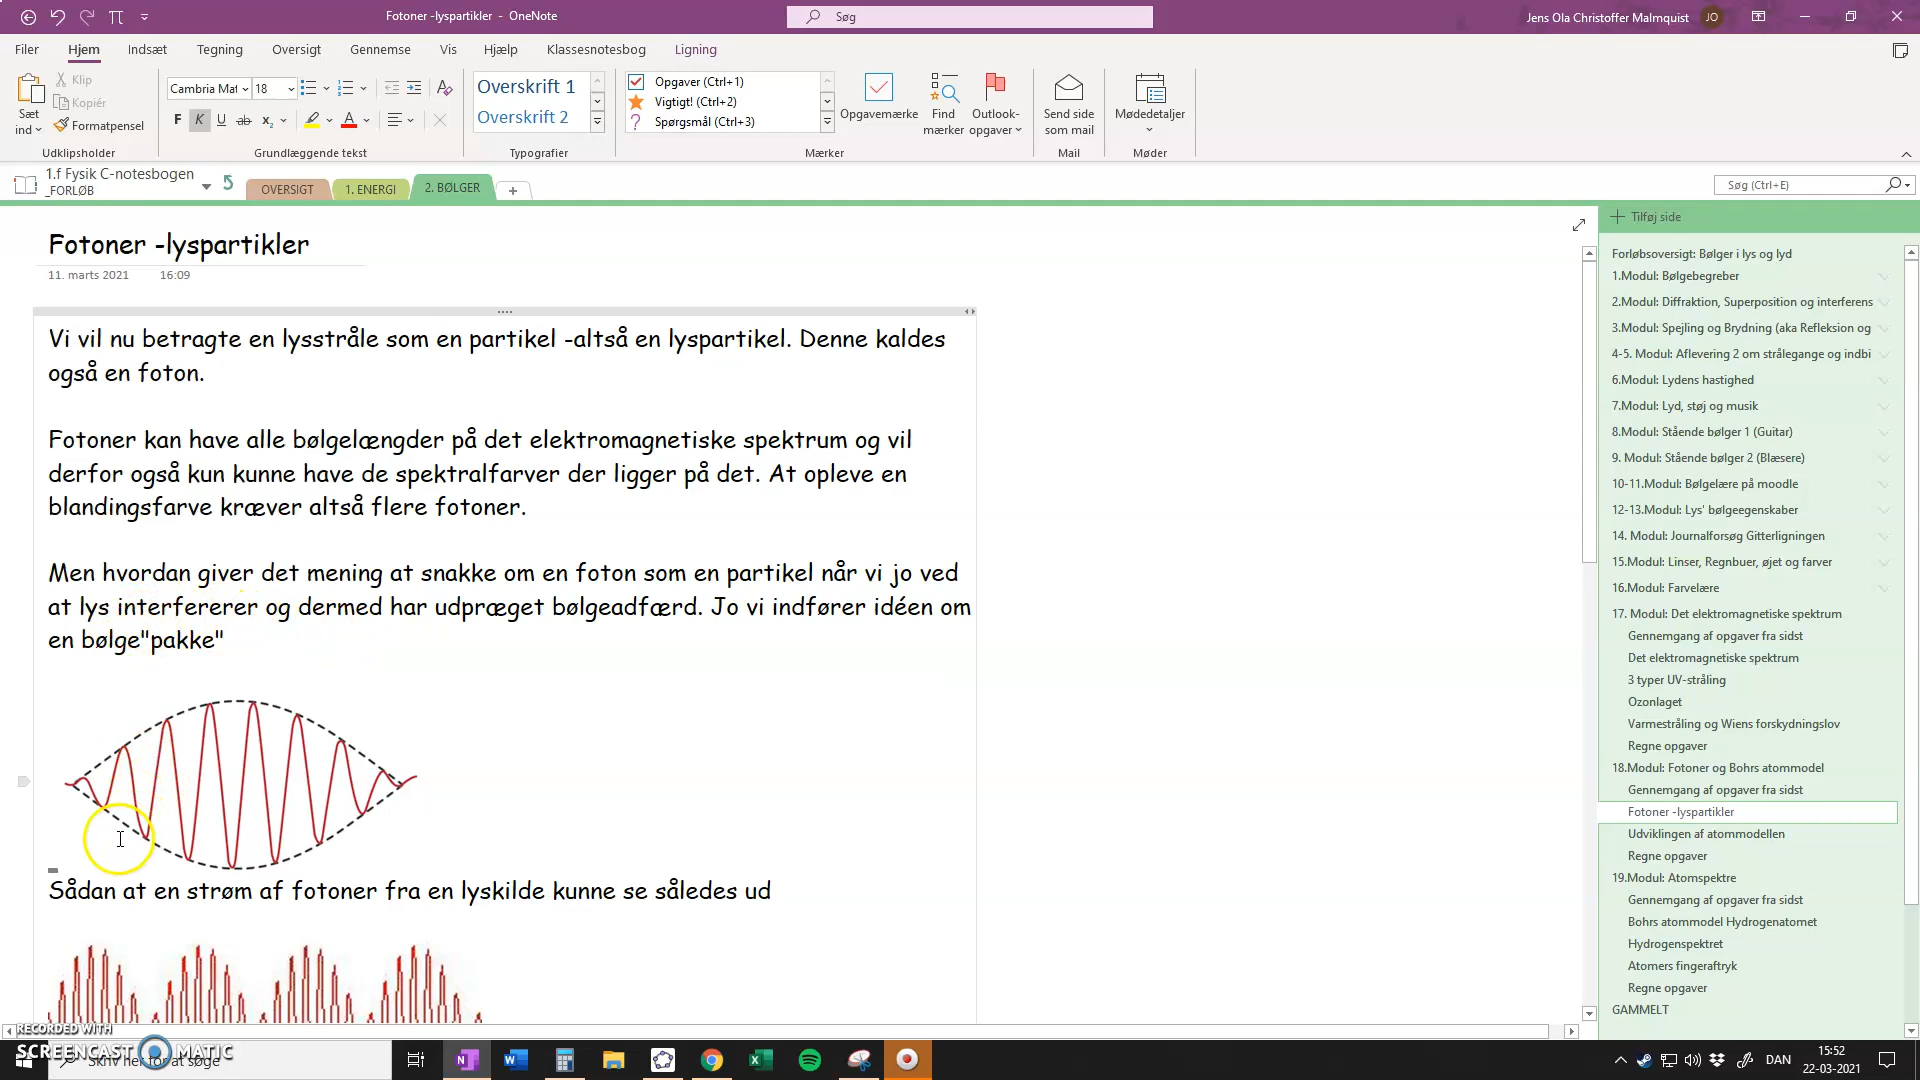 Fotoner -lyspartikler - OneNote
Søg
Jens Ola Christoffer Malmquist
JO
Filer Hjem Indsæt Tegning Oversigt Gennemse Vis Hjælp Klassesnotesbog Ligning
Sæt ind
Klip
Kopiér
Formatpensel
Udklipsholder
Cambria Mat 18
F K U ab x₂ A
Grundlæggende tekst
Overskrift 1
Overskrift 2
Typografier
Opgaver (Ctrl+1)
Vigtigt! (Ctrl+2)
Spørgsmål (Ctrl+3)
Opgavemærke
Find mærker
Mærker
Outlook-opgaver
Send side som mail
Mail
Mødedetaljer
Møder
1.f Fysik C-notesbogen
_FORLØB
OVERSIGT 1. ENERGI 2. BØLGER
Søg (Ctrl+E)
Fotoner -lyspartikler
11. marts 2021 16:09
Vi vil nu betragte en lysstråle som en partikel -altså en lyspartikel. Denne kaldes
også en foton.
Fotoner kan have alle bølgelængder på det elektromagnetiske spektrum og vil
derfor også kun kunne have de spektralfarver der ligger på det. At opleve en
blandingsfarve kræver altså flere fotoner.
Men hvordan giver det mening at snakke om en foton som en partikel når vi jo ved
at lys interfererer og dermed har udpræget bølgeadfærd. Jo vi indfører idéen om
en bølge"pakke"
Sådan at en strøm af fotoner fra en lyskilde kunne se således ud
Tilføj side
Forløbsoversigt: Bølger i lys og lyd
1.Modul: Bølgebegreber
2.Modul: Diffraktion, Superposition og interferens
3.Modul: Spejling og Brydning (aka Refleksion og
4-5. Modul: Aflevering 2 om strålegange og indbi
6.Modul: Lydens hastighed
7.Modul: Lyd, støj og musik
8.Modul: Stående bølger 1 (Guitar)
9. Modul: Stående bølger 2 (Blæsere)
10-11.Modul: Bølgelære på moodle
12-13.Modul: Lys' bølgeegenskaber
14. Modul: Journalforsøg Gitterligningen
15.Modul: Linser, Regnbuer, øjet og farver
16.Modul: Farvelære
17. Modul: Det elektromagnetiske spektrum
Gennemgang af opgaver fra sidst
Det elektromagnetiske spektrum
3 typer UV-stråling
Ozonlaget
Varmestråling og Wiens forskydningslov
Regne opgaver
18.Modul: Fotoner og Bohrs atommodel
Gennemgang af opgaver fra sidst
Fotoner -lyspartikler
Udviklingen af atommodellen
Regne opgaver
19.Modul: Atomspektre
Gennemgang af opgaver fra sidst
Bohrs atommodel Hydrogenatomet
Hydrogenspektret
Atomers fingeraftryk
Regne opgaver
GAMMELT
RECORDED WITH
SCREENCAST MATIC
Skriv her for at søge
DAN
15:52
22-03-2021